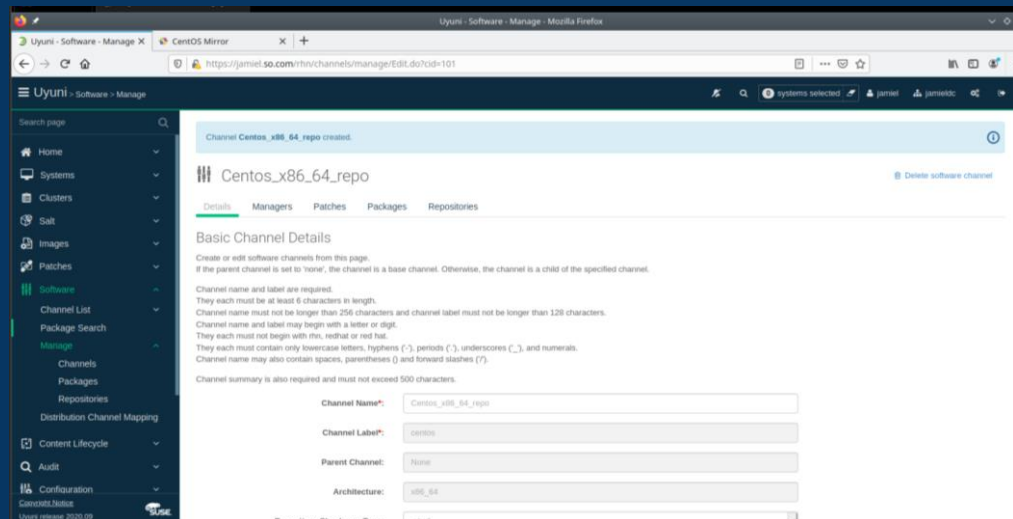 Uyuni - Software - Manage - Mozilla Firefox
Uyuni - Software - Manage X
CentOS Mirror X +
https://jamiel.so.com/rhn/channels/manage/Edit.do?cid=101
Uyuni > Software > Manage
0 systems selected
jamiel
jamieldc
Search page
Home
Systems
Clusters
Salt
Images
Patches
Software
Channel List
Package Search
Manage
Channels
Packages
Repositories
Distribution Channel Mapping
Content Lifecycle
Audit
Configuration
Copyright Notice
Uyuni release 2020.09
SUSE
Channel Centos_x86_64_repo created.
Centos_x86_64_repo
Delete software channel
Details Managers Patches Packages Repositories
Basic Channel Details
Create or edit software channels from this page.
If the parent channel is set to 'none', the channel is a base channel. Otherwise, the channel is a child of the specified channel.
Channel name and label are required.
They each must be at least 6 characters in length.
Channel name must not be longer than 256 characters and channel label must not be longer than 128 characters.
Channel name and label may begin with a letter or digit.
They each must not begin with rhn, redhat or red hat.
They each must contain only lowercase letters, hyphens ('-'), periods ('.'), underscores ('_'), and numerals.
Channel name may also contain spaces, parentheses () and forward slashes ('/').
Channel summary is also required and must not exceed 500 characters.
Channel Name*: Centos_x86_64_repo
Channel Label*: centos
Parent Channel: None
Architecture: x86_64